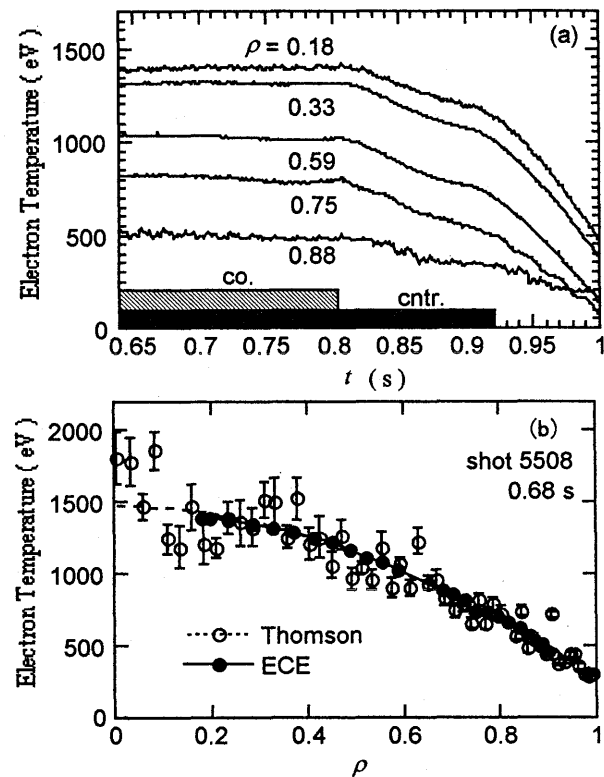 Electron Temperature ( eV)
1500
1000
500
0
(a)
ρ = 0.18
0.33
0.59
0.75
0.88
co.
cntr.
0.65 0.7 0.75 0.8 0.85 0.9 0.95 1
t (s)
Electron Temperature ( eV)
2000
1500
1000
500
0
(b)
shot 5508
0.68 s
Thomson
ECE
0 0.2 0.4 0.6 0.8 1
ρ